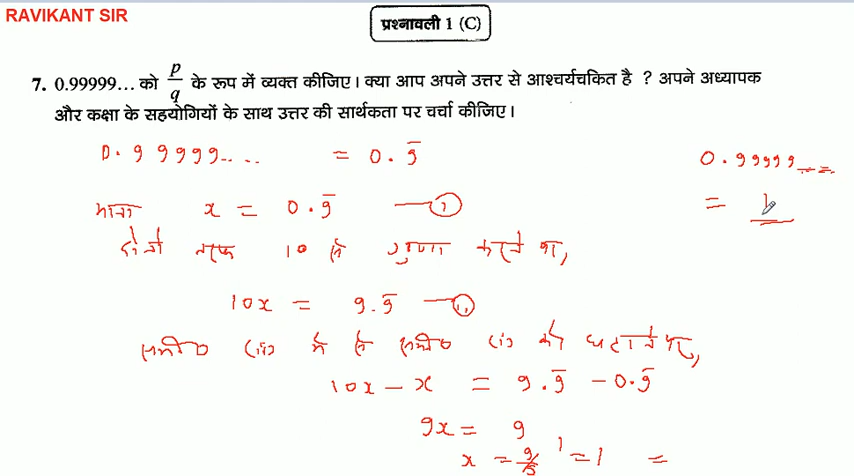 RAVIKANT SIR
प्रश्नावली 1 (C)
7. 0.99999... को p/q के रूप में व्यक्त कीजिए। क्या आप अपने उत्तर से आश्चर्यचकित है ? अपने अध्यापक
और कक्षा के सहयोगियों के साथ उत्तर की सार्थकता पर चर्चा कीजिए।
0.99999.... = 0.9̅
0.99999....
=
माना x = 0.9̅ —(i)
दोनों तरफ 10 से गुणा करने पर,
10x = 9.9̅ —(ii)
समी० (ii) में से समी० (i) को घटाने पर,
10x – x = 9.9̅ – 0.9̅
9x = 9
x = 9/9 1 = 1 =